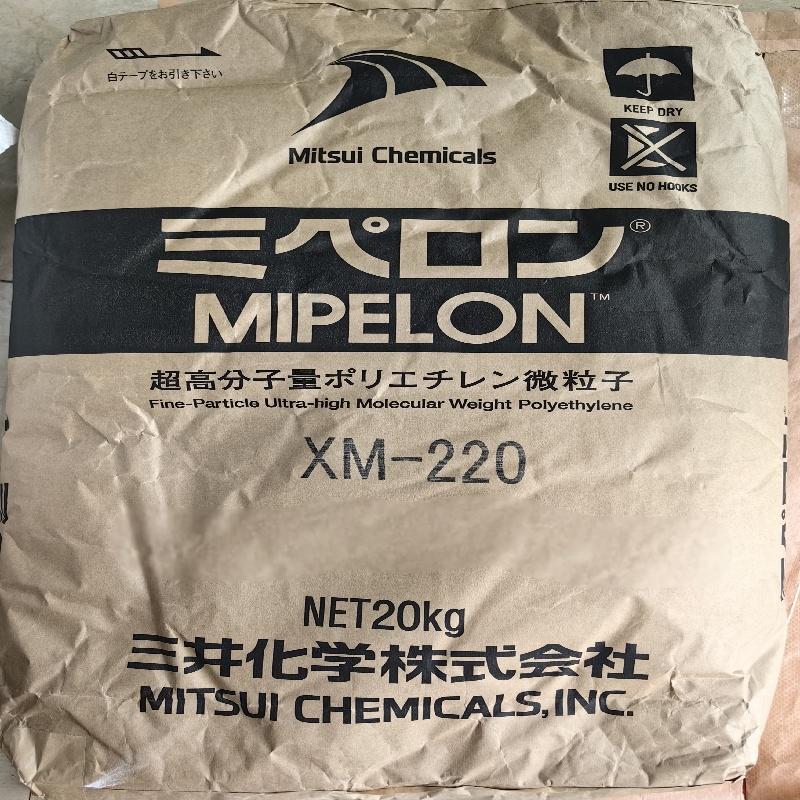 白テープをお引き下さい
Mitsui Chemicals
KEEP DRY
USE NO HOOKS
ミペロン®
MIPELON™
超高分子量ポリエチレン微粒子
Fine-Particle Ultra-high Molecular Weight Polyethylene
XM-220
NET20kg
三井化学株式会社
MITSUI CHEMICALS, INC.